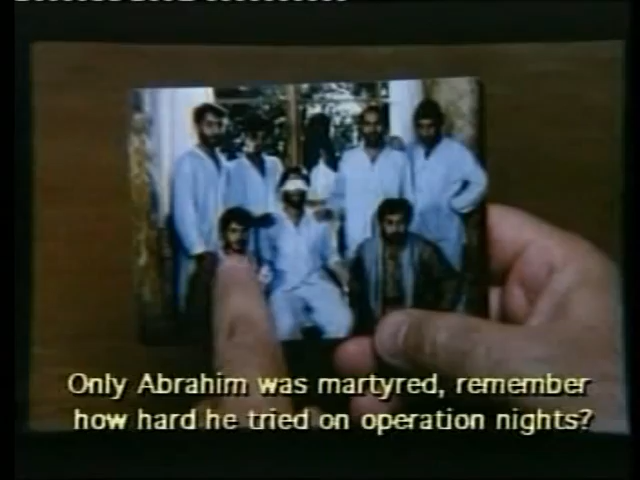 Only Abrahim was martyred, remember
how hard he tried on operation nights?